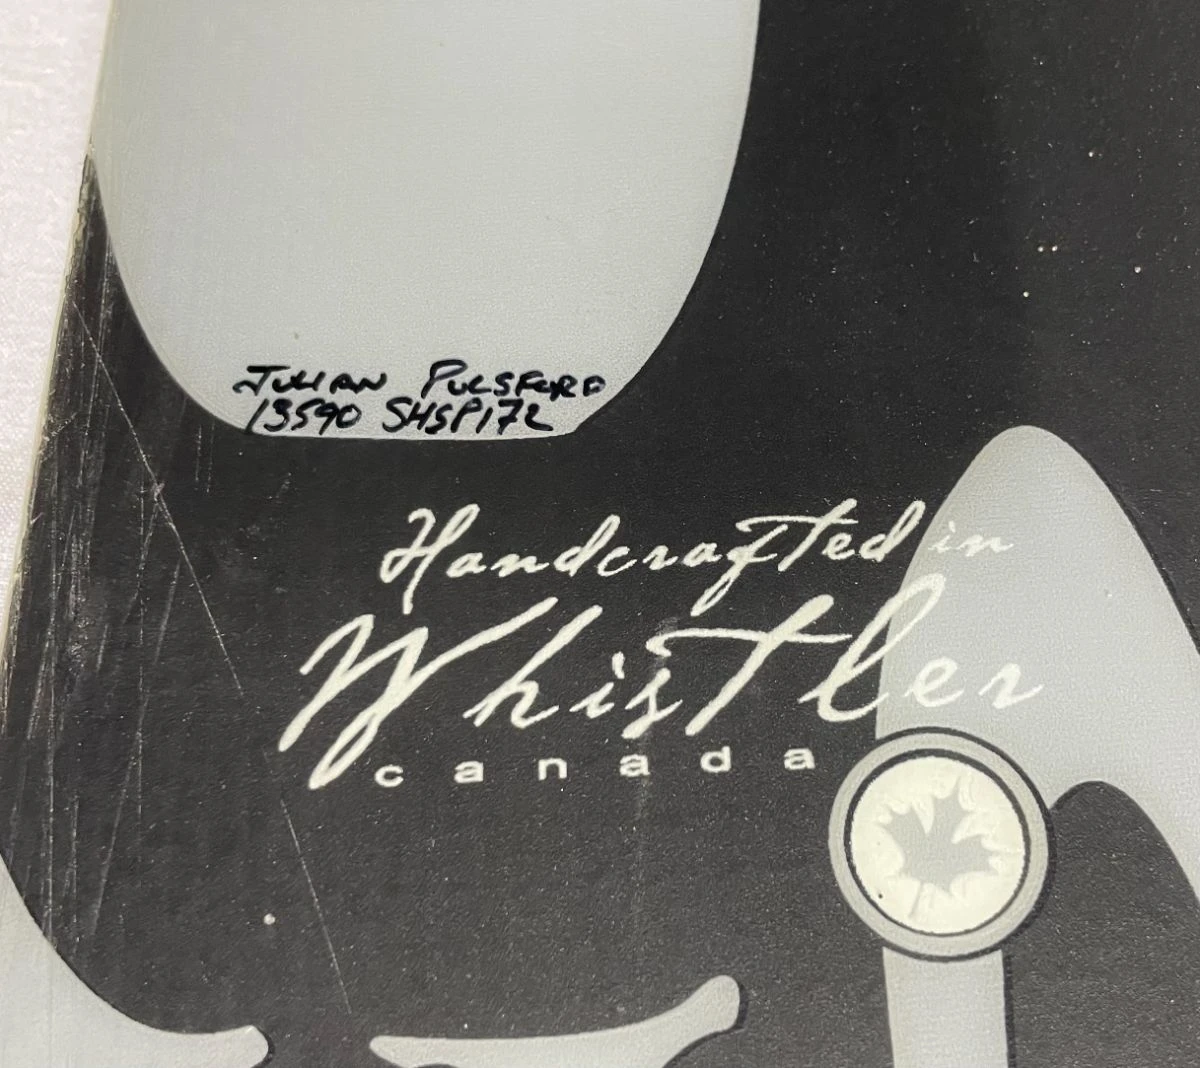 JULIAN PULSFORD
13590 SHSP172
Handcrafted in
Whistler
canada